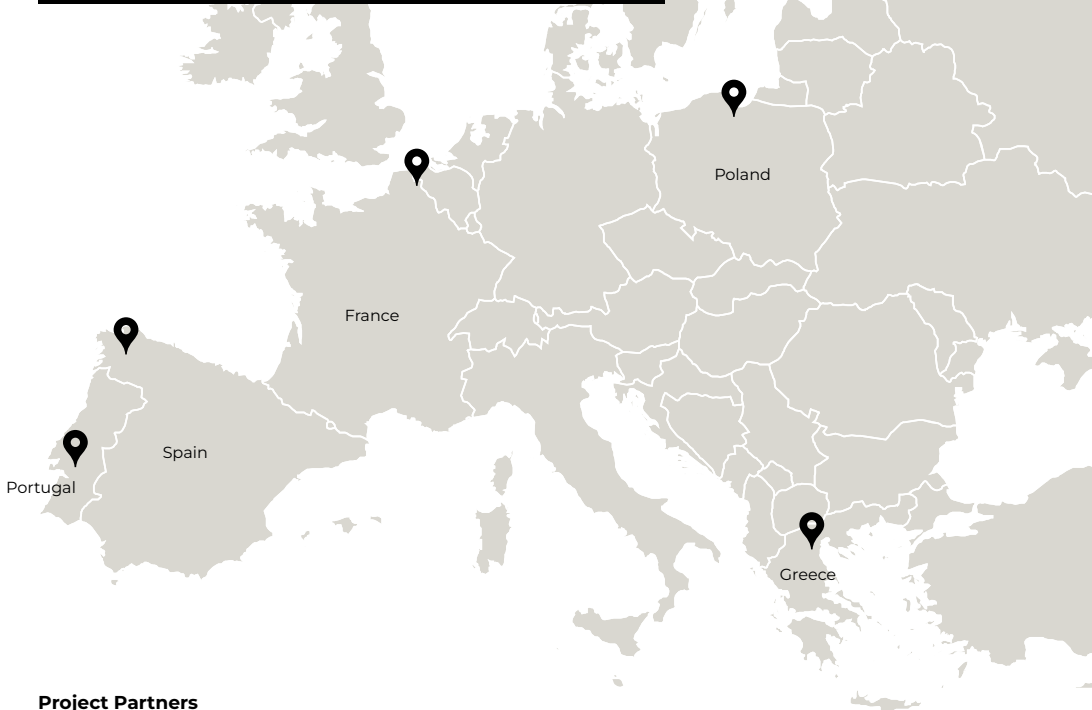 Poland
France
Spain
Portugal
Greece
Project Partners